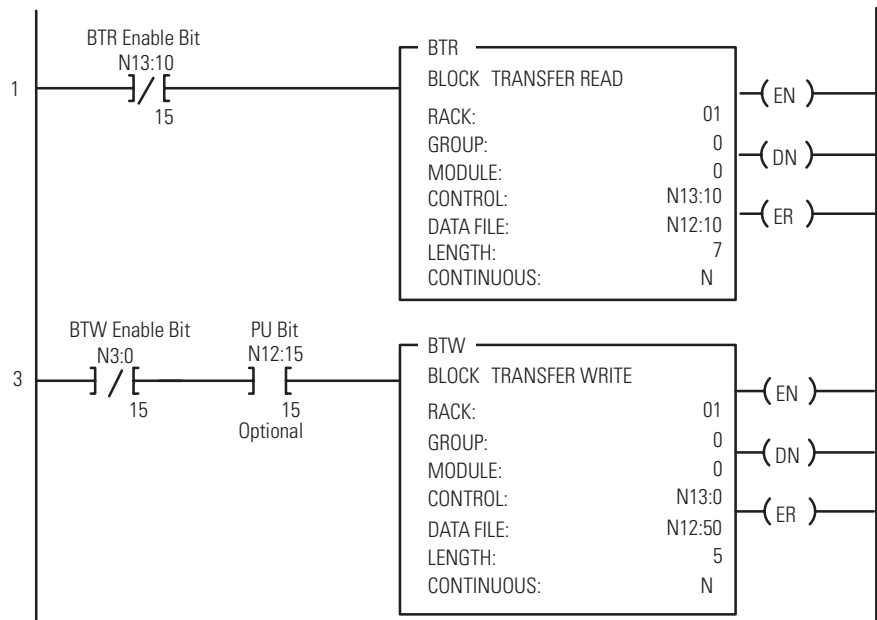 BTR Enable Bit
N13:10
15
1
BTR
BLOCK TRANSFER READ
RACK: 01
GROUP: 0
MODULE: 0
CONTROL: N13:10
DATA FILE: N12:10
LENGTH: 7
CONTINUOUS: N
EN
DN
ER
BTW Enable Bit
N3:0
15
PU Bit
N12:15
15
Optional
3
BTW
BLOCK TRANSFER WRITE
RACK: 01
GROUP: 0
MODULE: 0
CONTROL: N13:0
DATA FILE: N12:50
LENGTH: 5
CONTINUOUS: N
EN
DN
ER